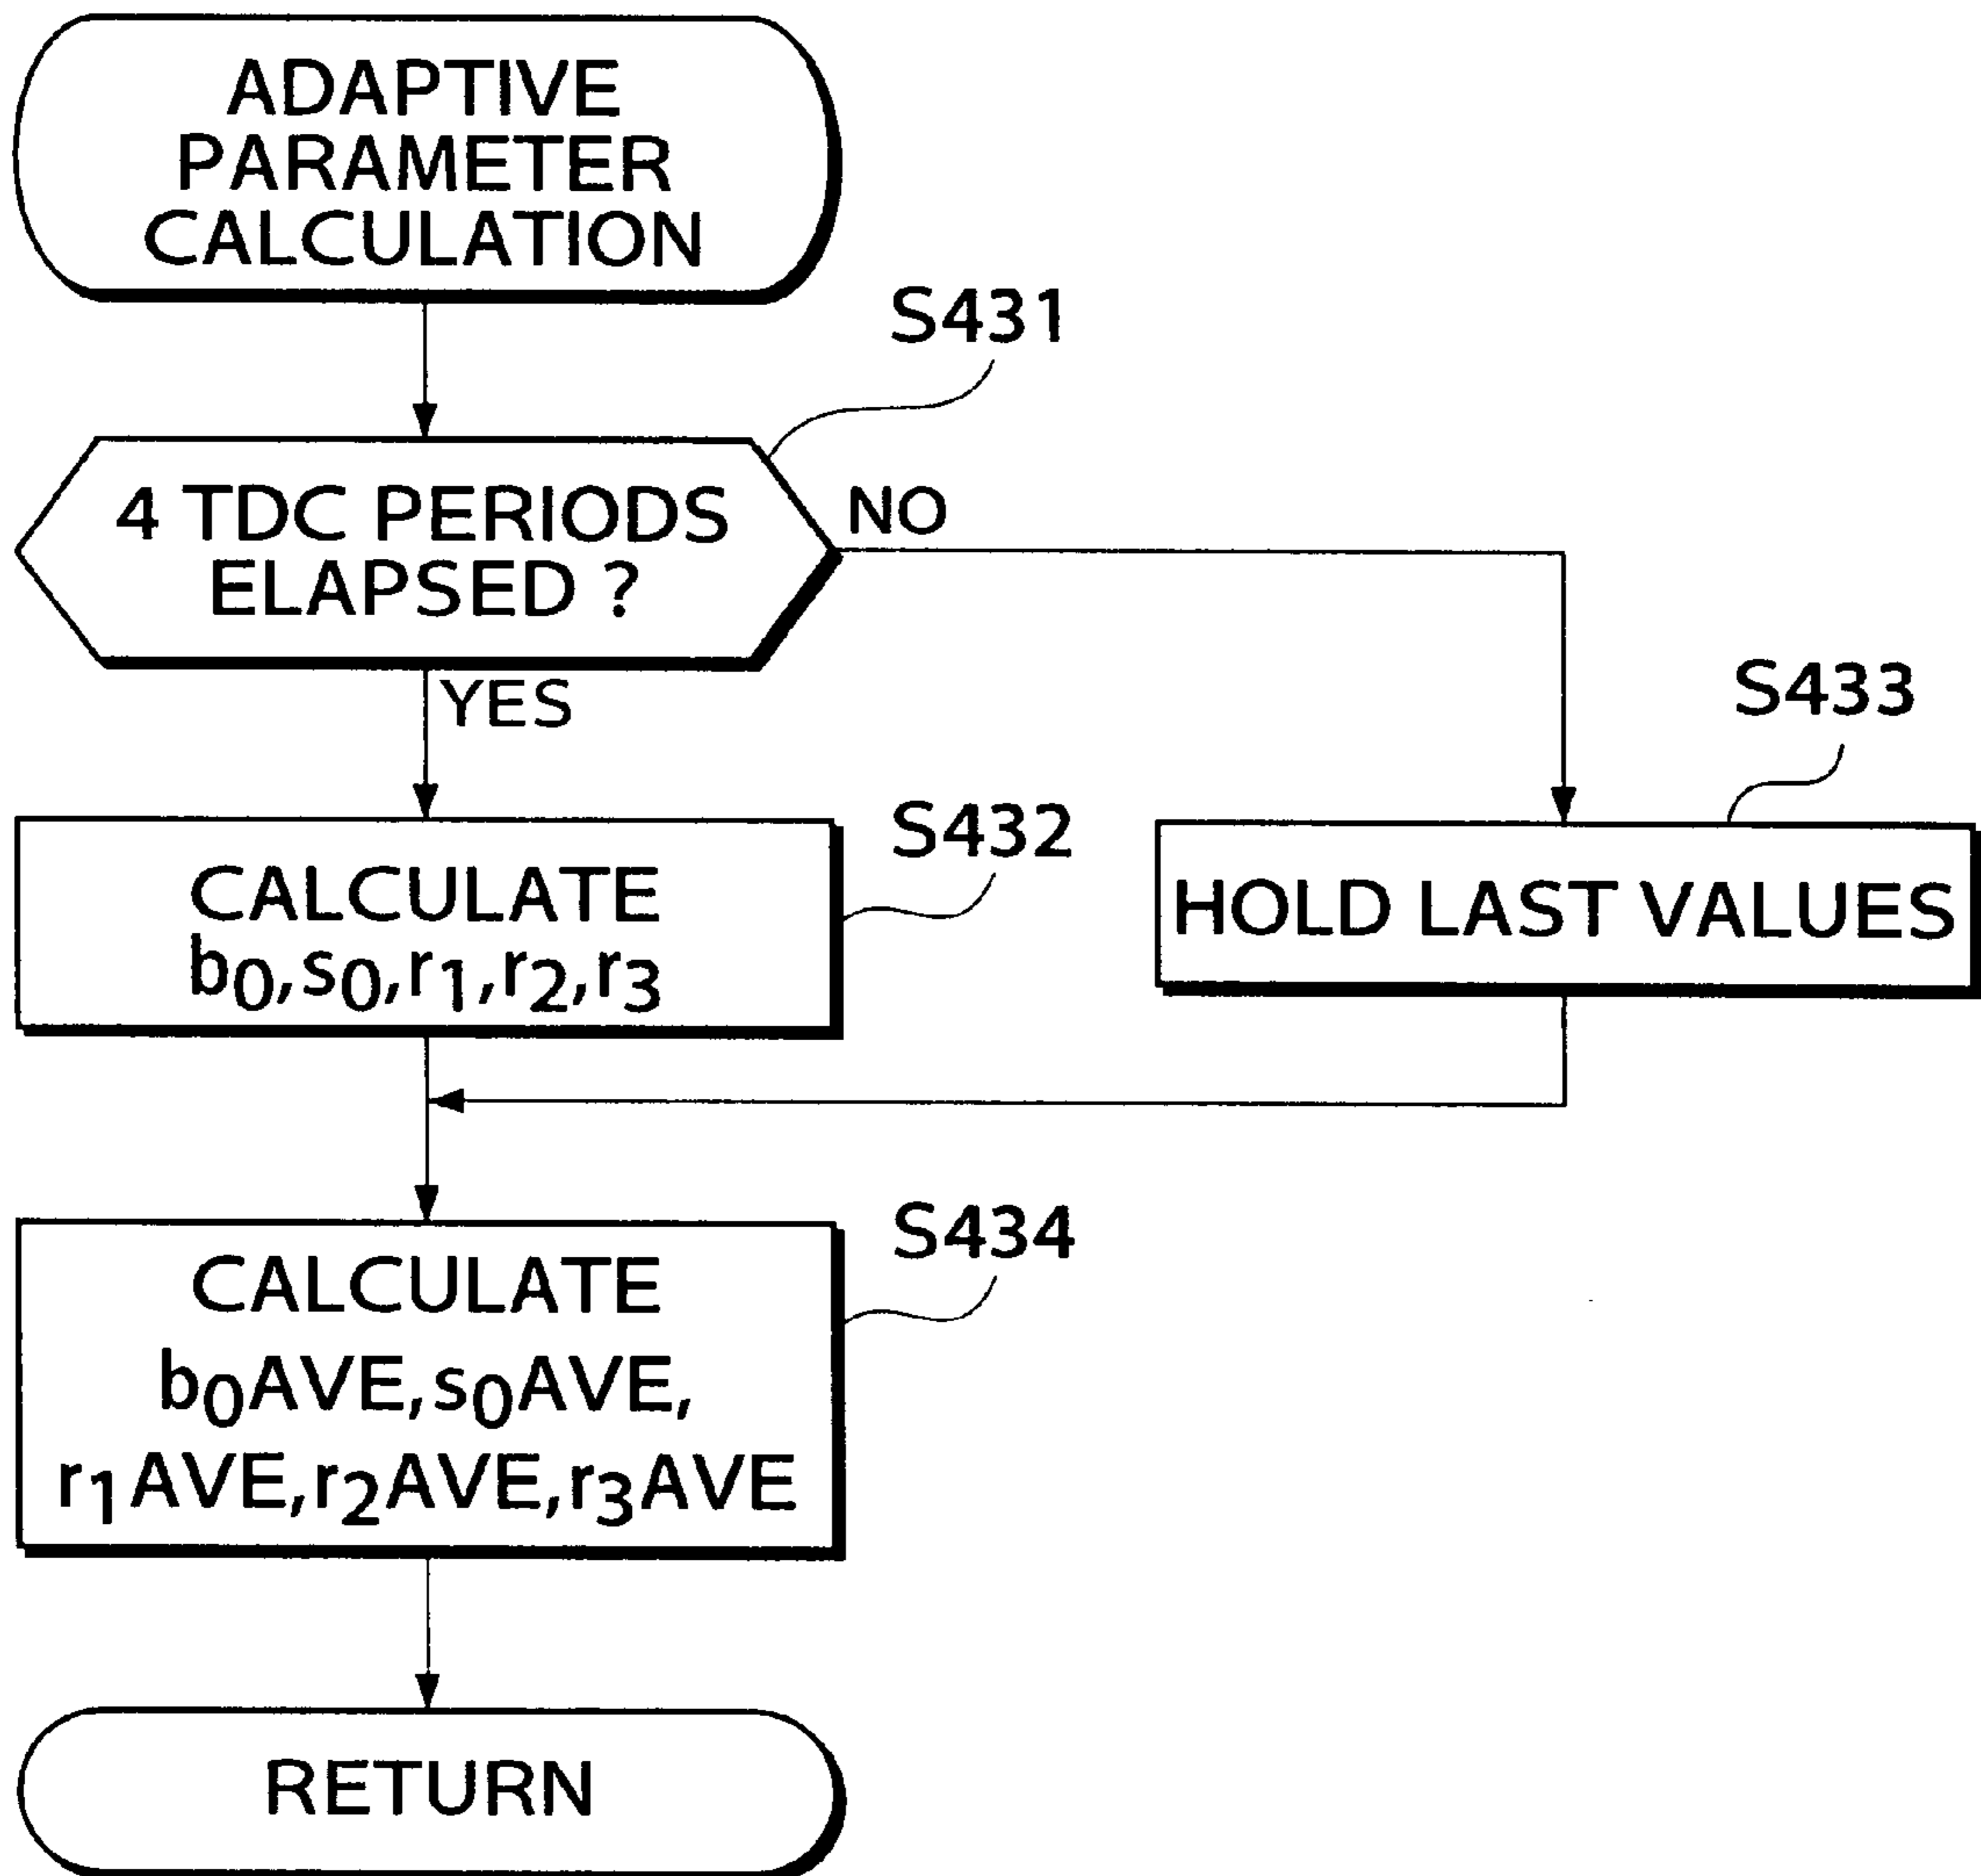 ADAPTIVE
PARAMETER
CALCULATION
S431
4 TDC PERIODS
ELAPSED ?
NO
YES
S433
S432
CALCULATE
b₀,s₀,r₁,r₂,r₃
HOLD LAST VALUES
S434
CALCULATE
b₀AVE,s₀AVE,
r₁AVE,r₂AVE,r₃AVE
RETURN